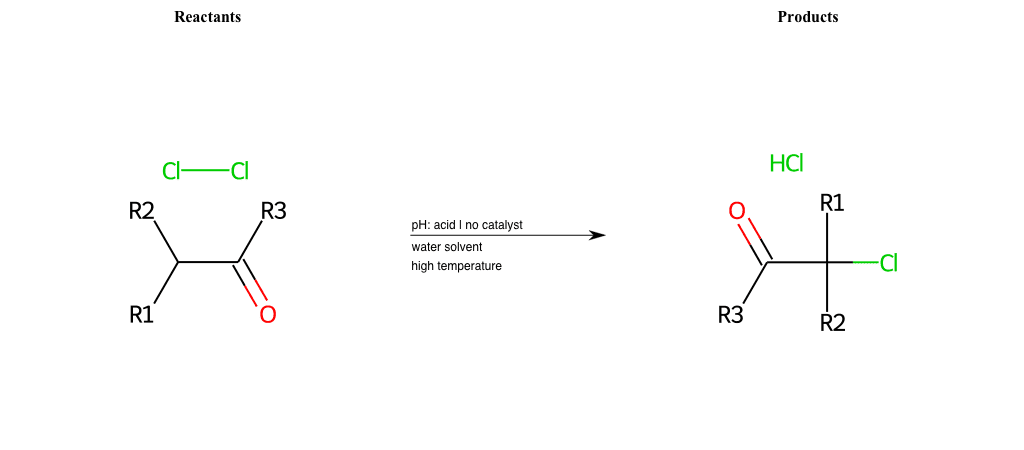 Reactants
Products
Cl Cl
HCl
R2 R3
O R1
pH: acid | no catalyst
water solvent
high temperature
Cl
R1 O
R3
R2